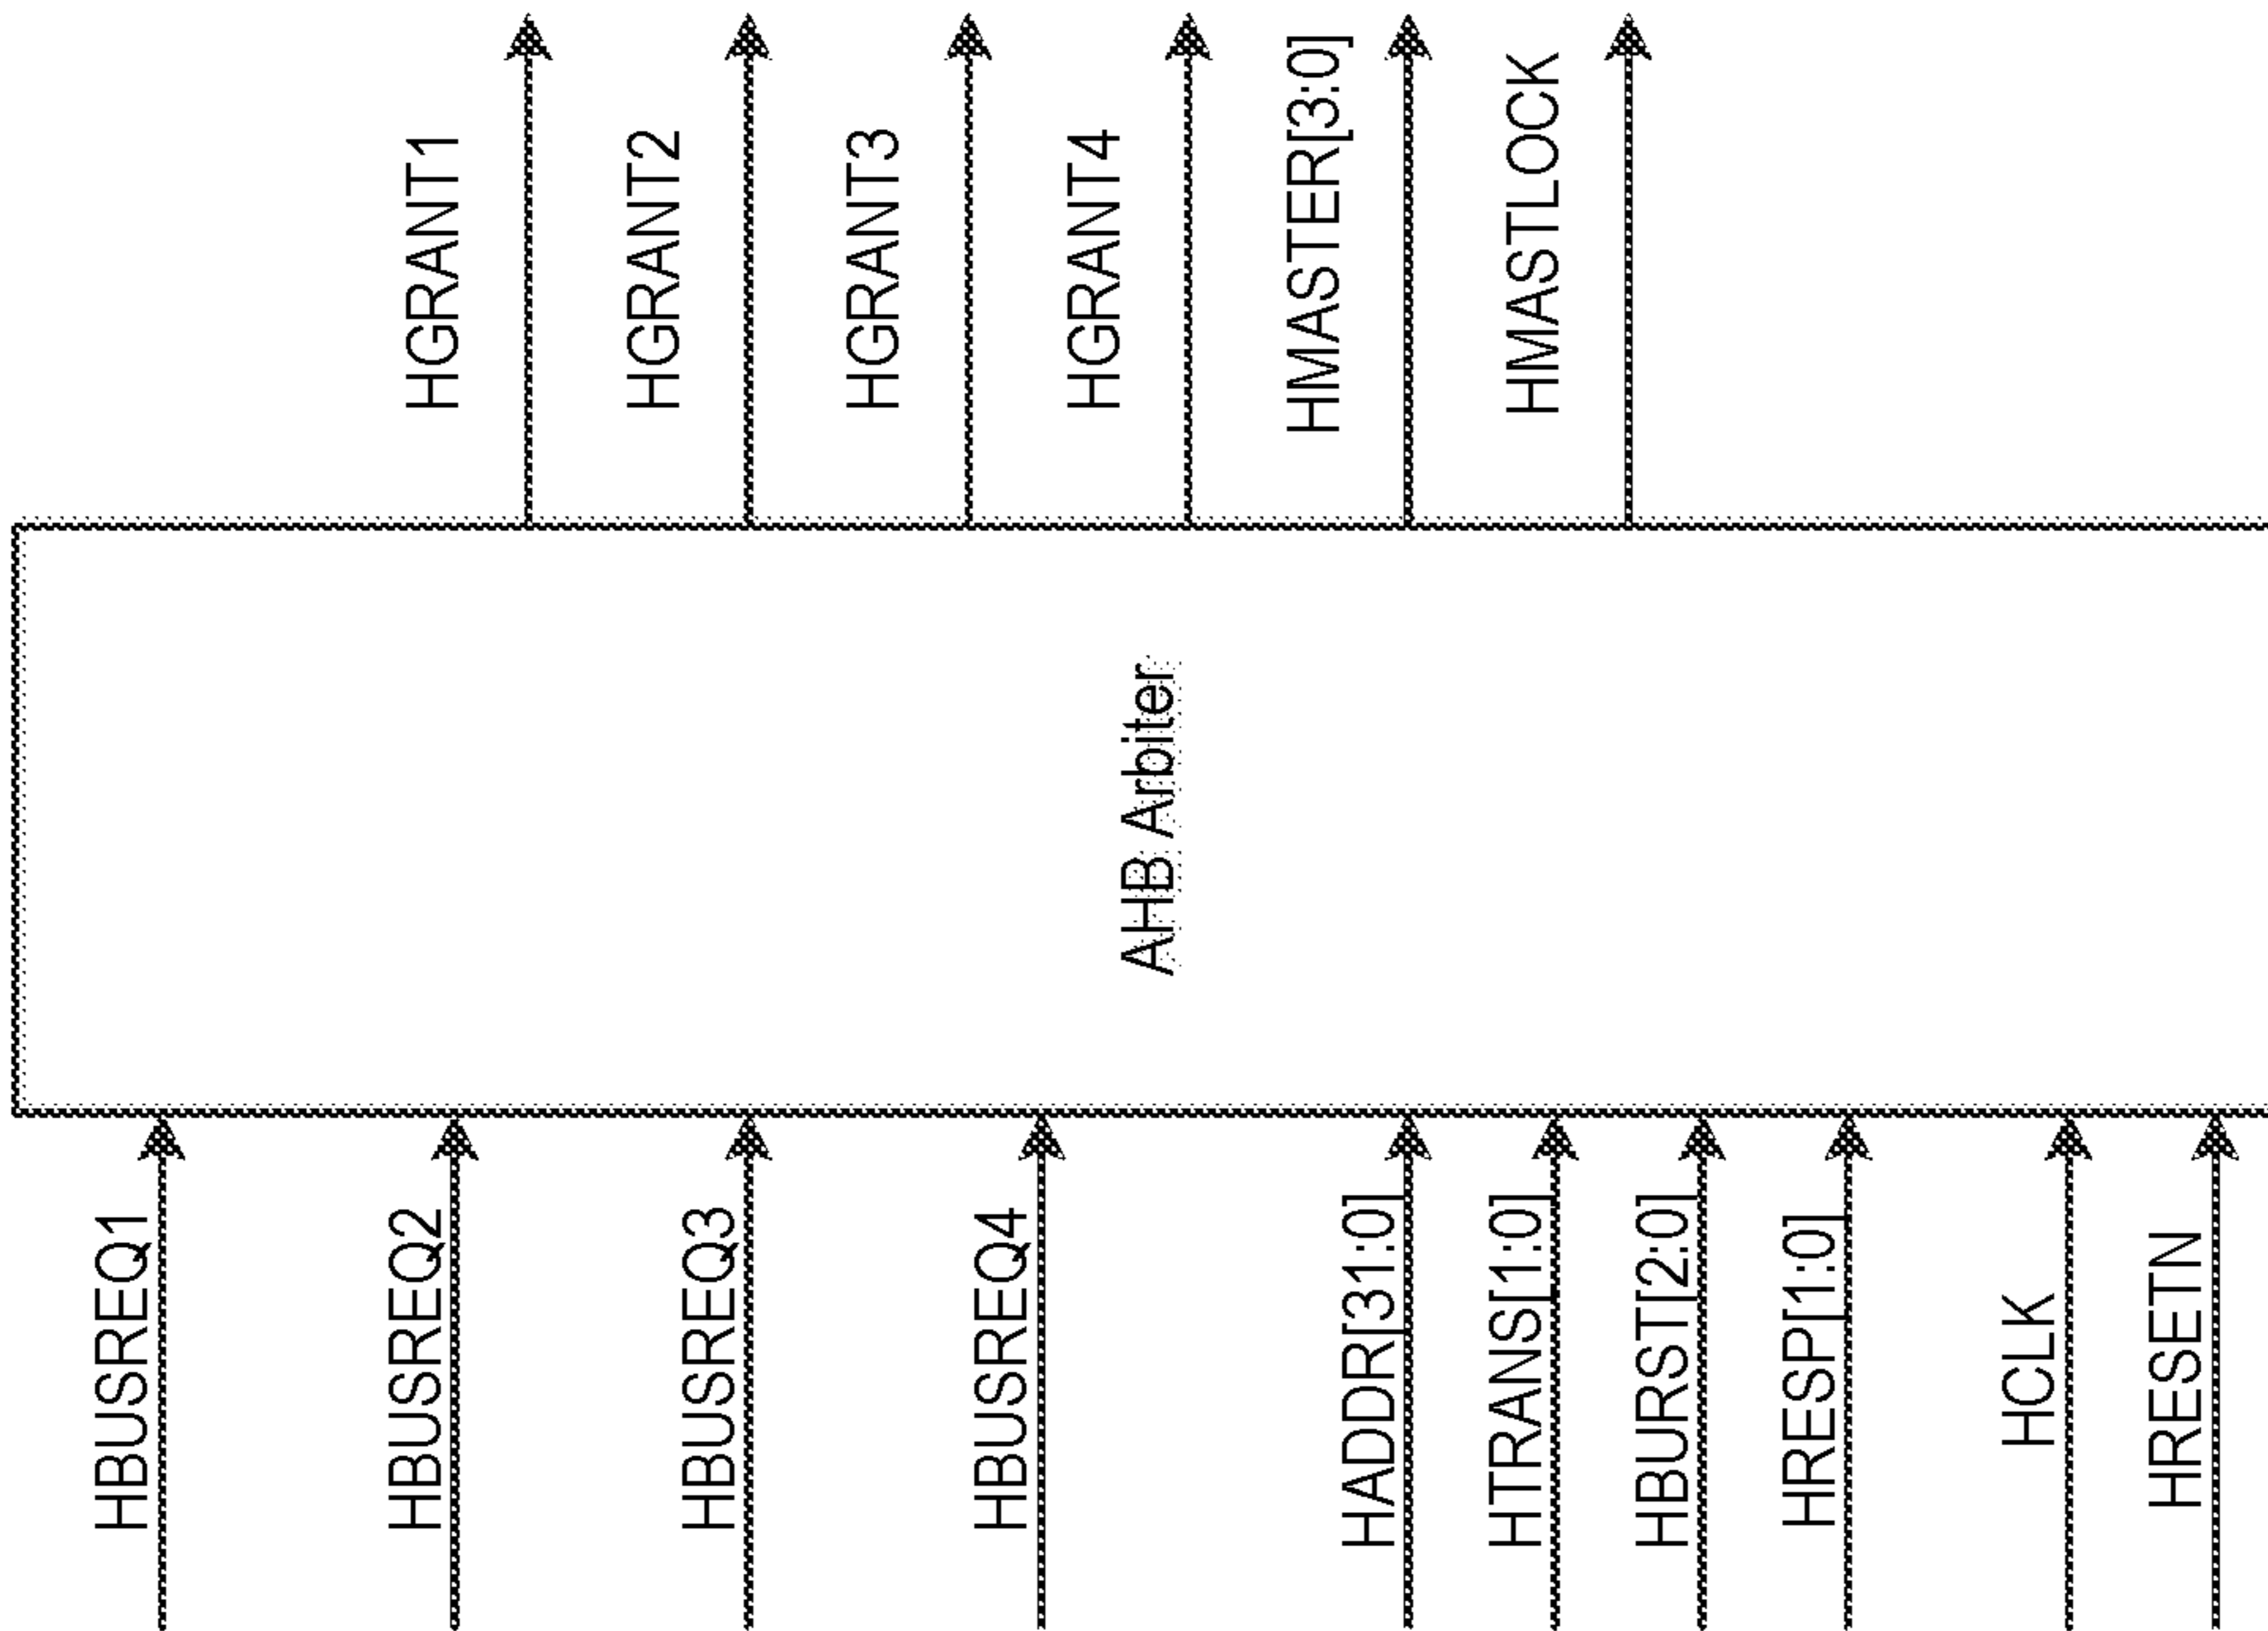 HBUSREQ1
HBUSREQ2
HBUSREQ3
HBUSREQ4
HADDR[31:0]
HTRANS[1:0]
HBURST[2:0]
HRESP[1:0]
HCLK
HRESETN
AHB Arbiter
HGRANT1
HGRANT2
HGRANT3
HGRANT4
HMASTER[3:0]
HMASTLOCK